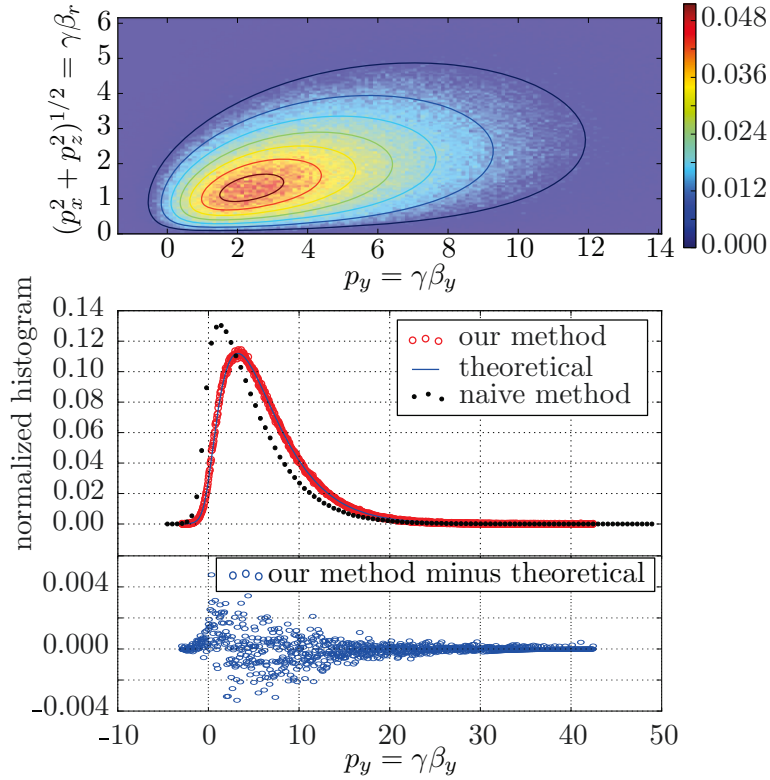 (p_x^2 + p_z^2)^{1/2} = γβ_r
6
5
4
3
2
1
0
0 2 4 6 8 10 12 14
p_y = γβ_y
0.048
0.036
0.024
0.012
0.000
normalized histogram
0.14
0.12
0.10
0.08
0.06
0.04
0.02
0.00
our method
theoretical
naive method
0.004
0.000
-0.004
our method minus theoretical
-10 0 10 20 30 40 50
p_y = γβ_y